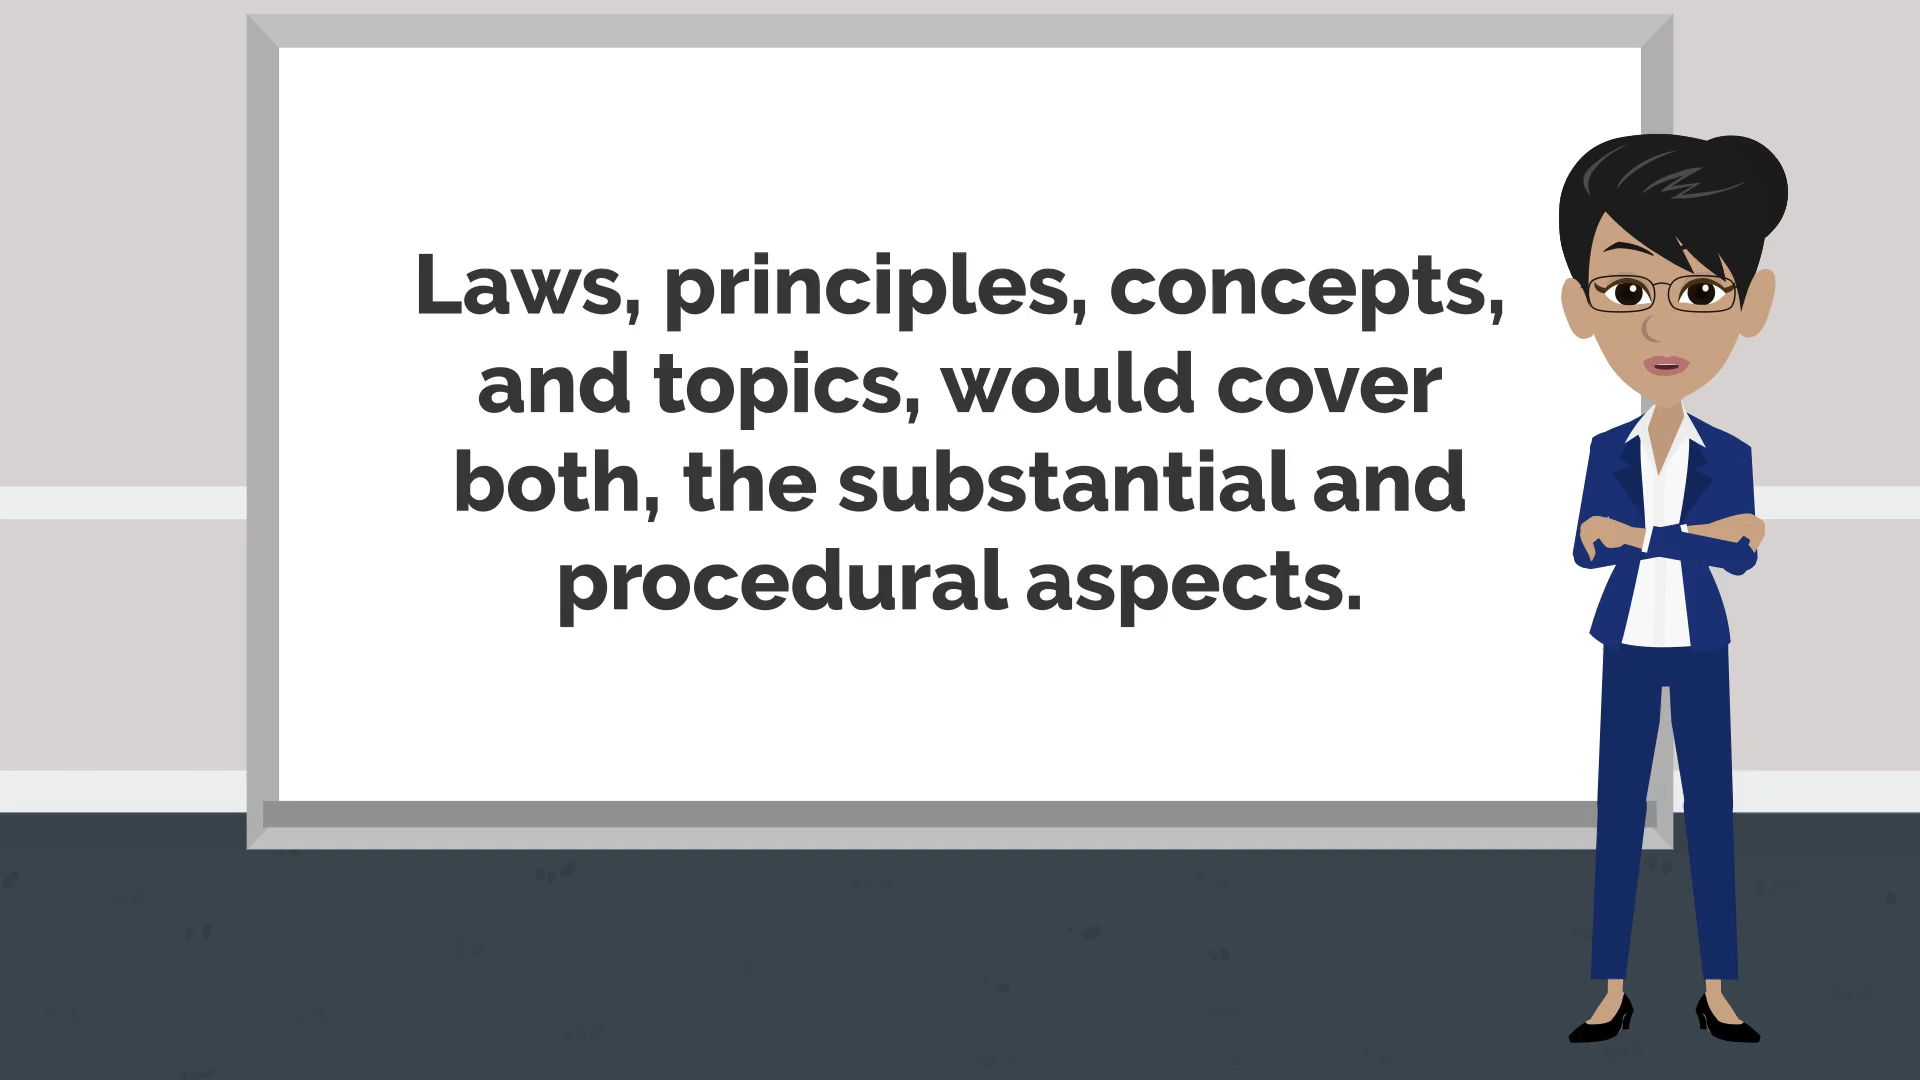 Laws, principles, concepts,
and topics, would cover
both, the substantial and
procedural aspects.